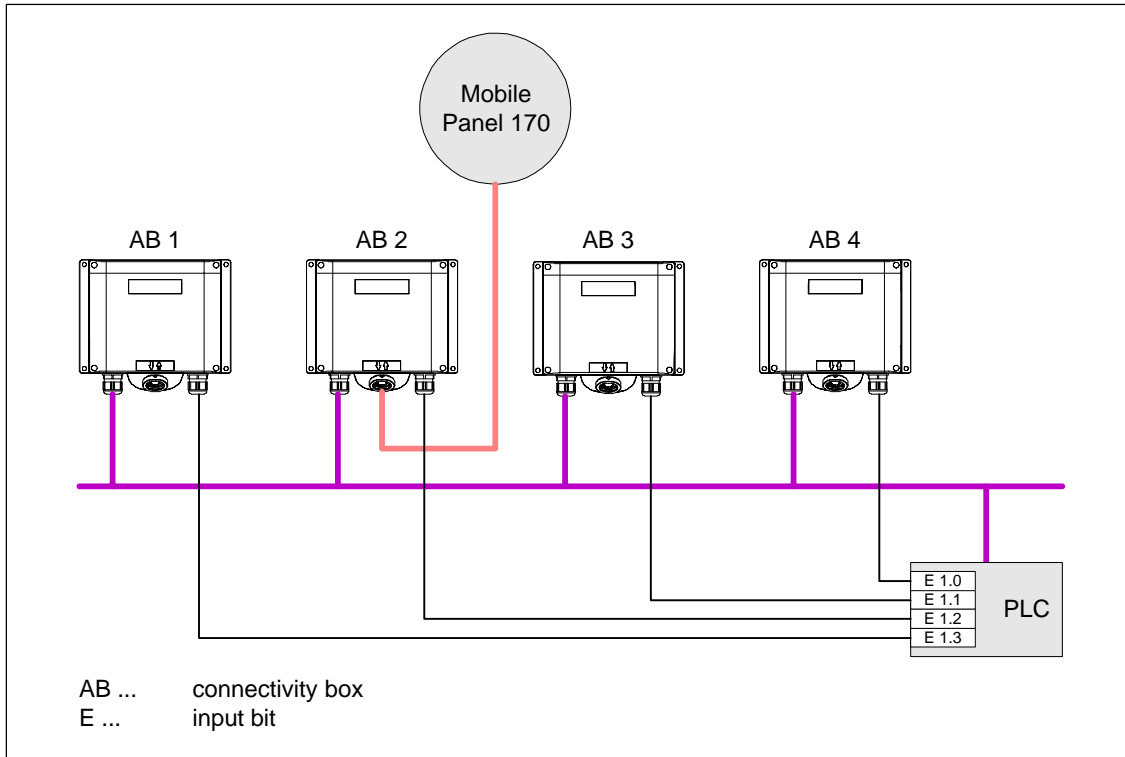 Mobile
Panel 170
AB 1
AB 2
AB 3
AB 4
E 1.0
E 1.1
E 1.2
E 1.3
PLC
AB ... connectivity box
E ... input bit